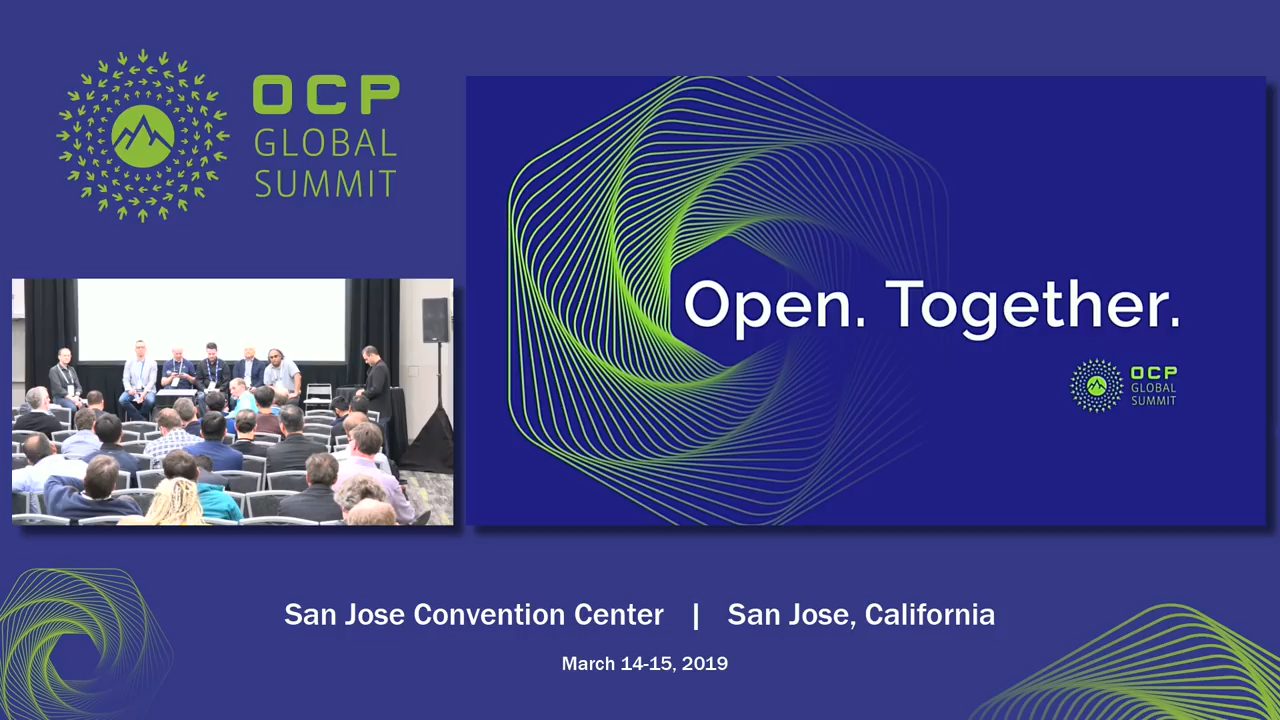 OCP
GLOBAL
SUMMIT
Open. Together.
OCP
GLOBAL
SUMMIT
San Jose Convention Center | San Jose, California
March 14-15, 2019